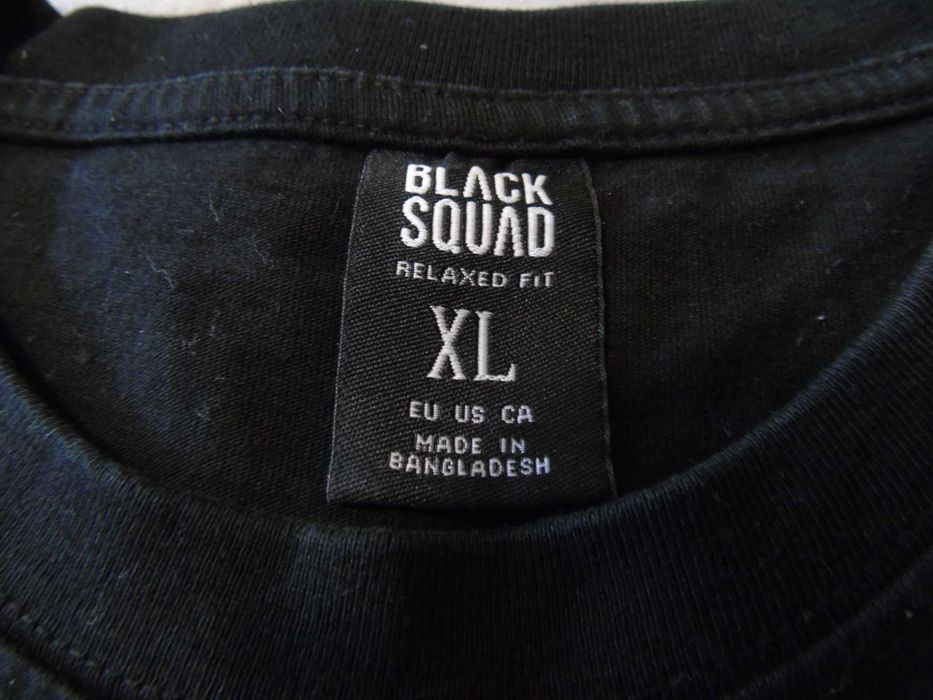 BLACK
SQUAD
RELAXED FIT
XL
EU US CA
MADE IN
BANGLADESH